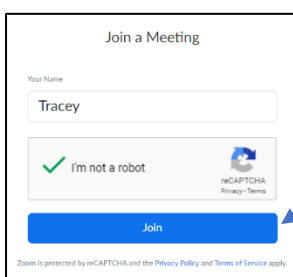 Join a Meeting
Your Name
Tracey
I'm not a robot
reCAPTCHA
Privacy - Terms
Join
Zoom is protected by reCAPTCHA and the Privacy Policy and Terms of Service apply.